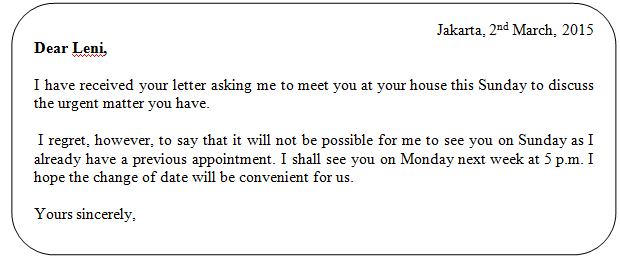 Jakarta, 2nd March, 2015
Dear Leni,
I have received your letter asking me to meet you at your house this Sunday to discuss
the urgent matter you have.
I regret, however, to say that it will not be possible for me to see you on Sunday as I
already have a previous appointment. I shall see you on Monday next week at 5 p.m. I
hope the change of date will be convenient for us.
Yours sincerely,